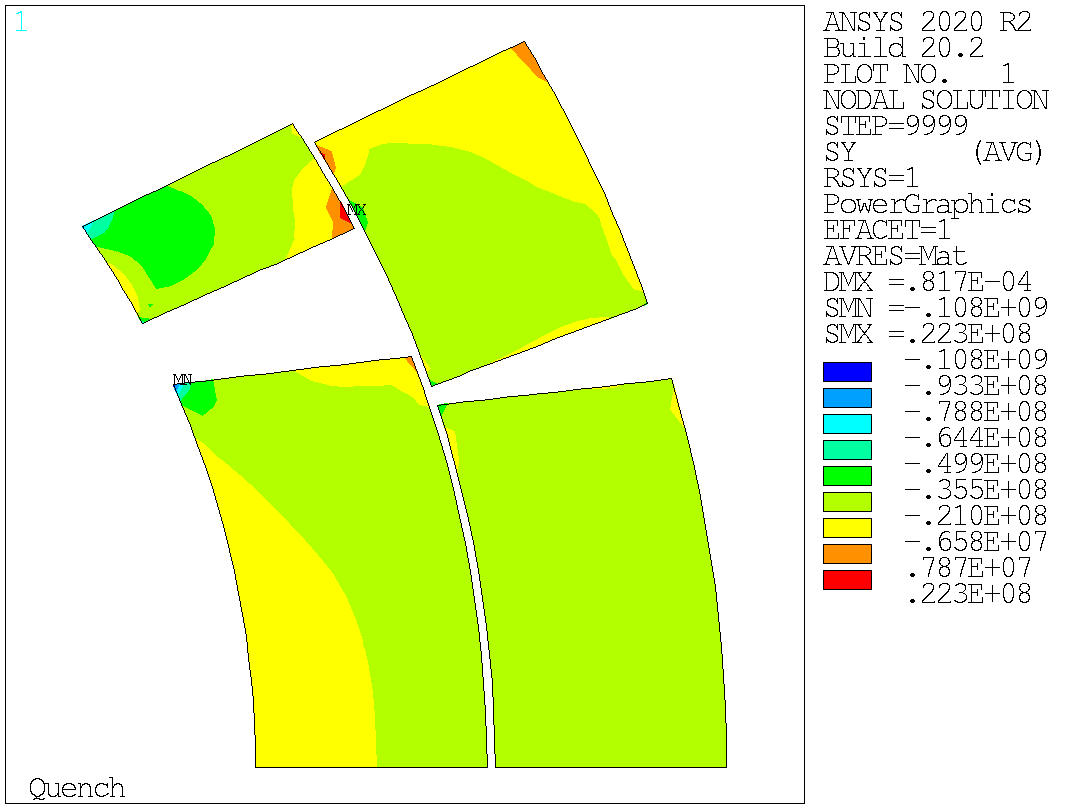 1
ANSYS 2020 R2
Build 20.2
PLOT NO. 1
NODAL SOLUTION
STEP=9999
SY (AVG)
RSYS=1
PowerGraphics
EFACET=1
AVRES=Mat
DMX =.817E-04
SMN =-.108E+09
SMX =.223E+08
-.108E+09
-.933E+08
-.788E+08
-.644E+08
-.499E+08
-.355E+08
-.210E+08
-.658E+07
.787E+07
.223E+08
MX
MN
Quench